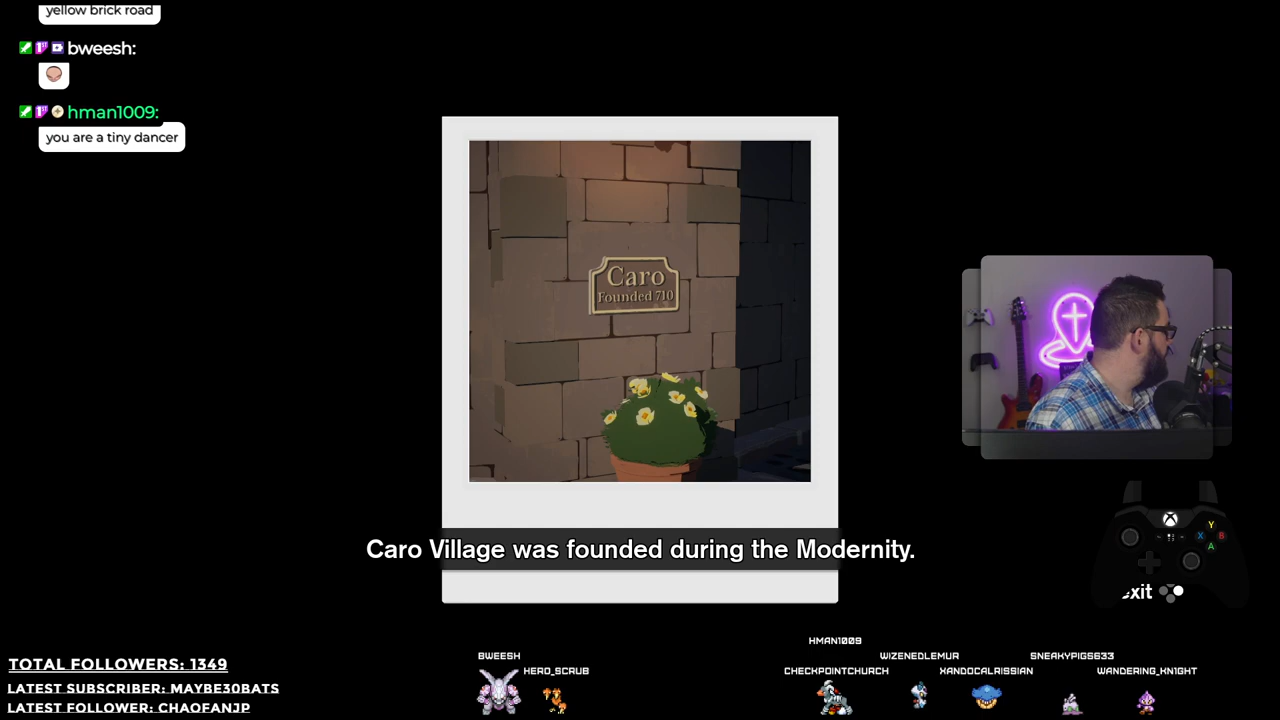 yellow brick road
bweesh:
hman1009:
you are a tiny dancer
Caro
Founded 710
Caro Village was founded during the Modernity.
Y
X B
A
exit
TOTAL FOLLOWERS: 1349
LATEST SUBSCRIBER: MAYBE30BATS
LATEST FOLLOWER: CHAOFANJP
HMAN1009
BWEESH
WIZENEDLEMUR
SNEAKYPIGS633
HERO_SCRUB
CHECKPOINTCHURCH
XANDOCALRISSIAN
WANDERING_KN1GHT